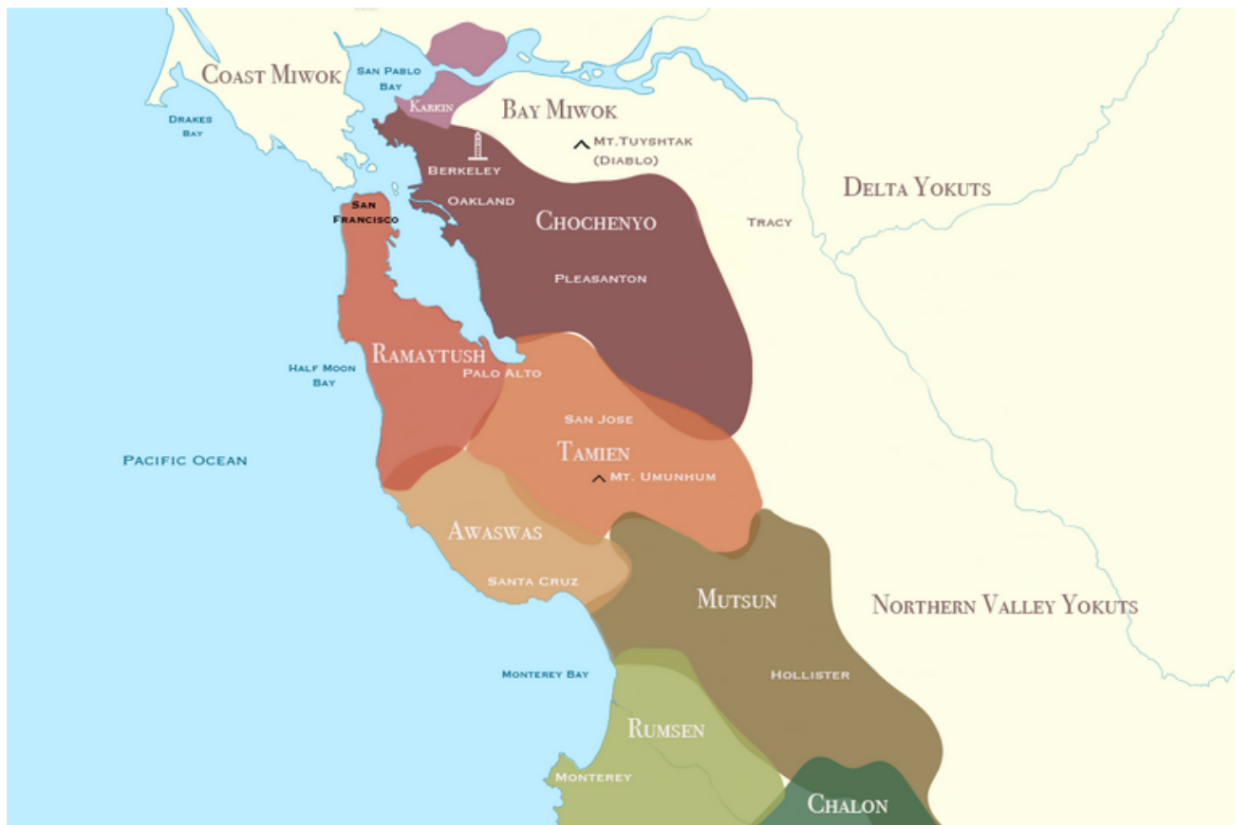 Coast Miwok
San Pablo
Bay
Drakes
Bay
Karkin
Bay Miwok
Mt.Tuyshtak
(Diablo)
Berkeley
Oakland
San
Francisco
Chochenyo
Tracy
Delta Yokuts
Pleasanton
Half Moon
Bay
Ramaytush
Palo Alto
San Jose
Tamien
Mt. Umunhum
Pacific Ocean
Awaswas
Santa Cruz
Mutsun
Northern Valley Yokuts
Monterey Bay
Hollister
Rumsen
Monterey
Chalon